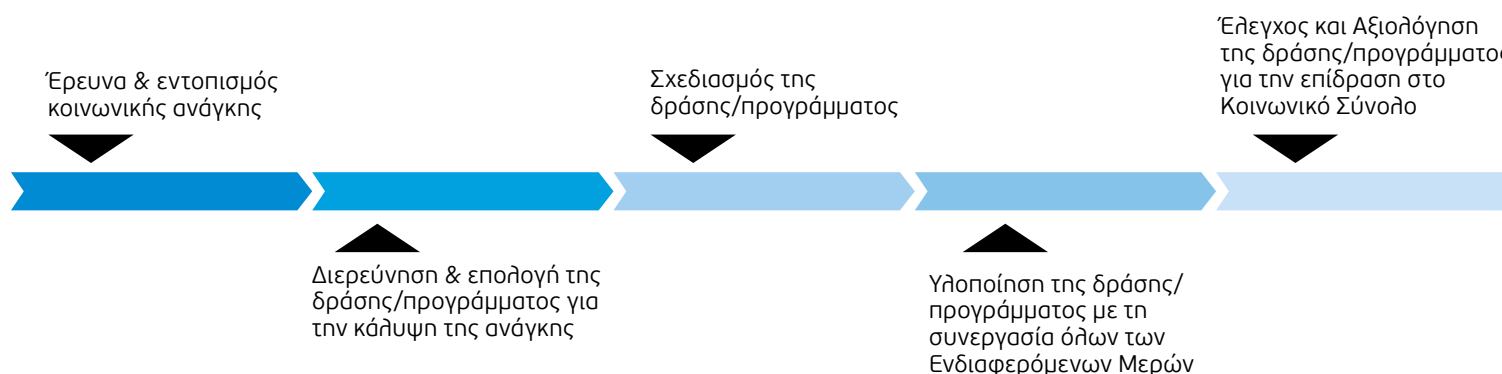 Έρευνα & εντοπισμός
κοινωνικής ανάγκης
Διερεύνηση & επολογή της
δράσης/προγράμματος για
την κάλυψη της ανάγκης
Σχεδιασμός της
δράσης/προγράμματος
Υλοποίηση της δράσης/
προγράμματος με τη
συνεργασία όλων των
Ενδιαφερόμενων Μερών
Έλεγχος και Αξιολόγηση
της δράσης/προγράμματος
για την επίδραση στο
Κοινωνικό Σύνολο